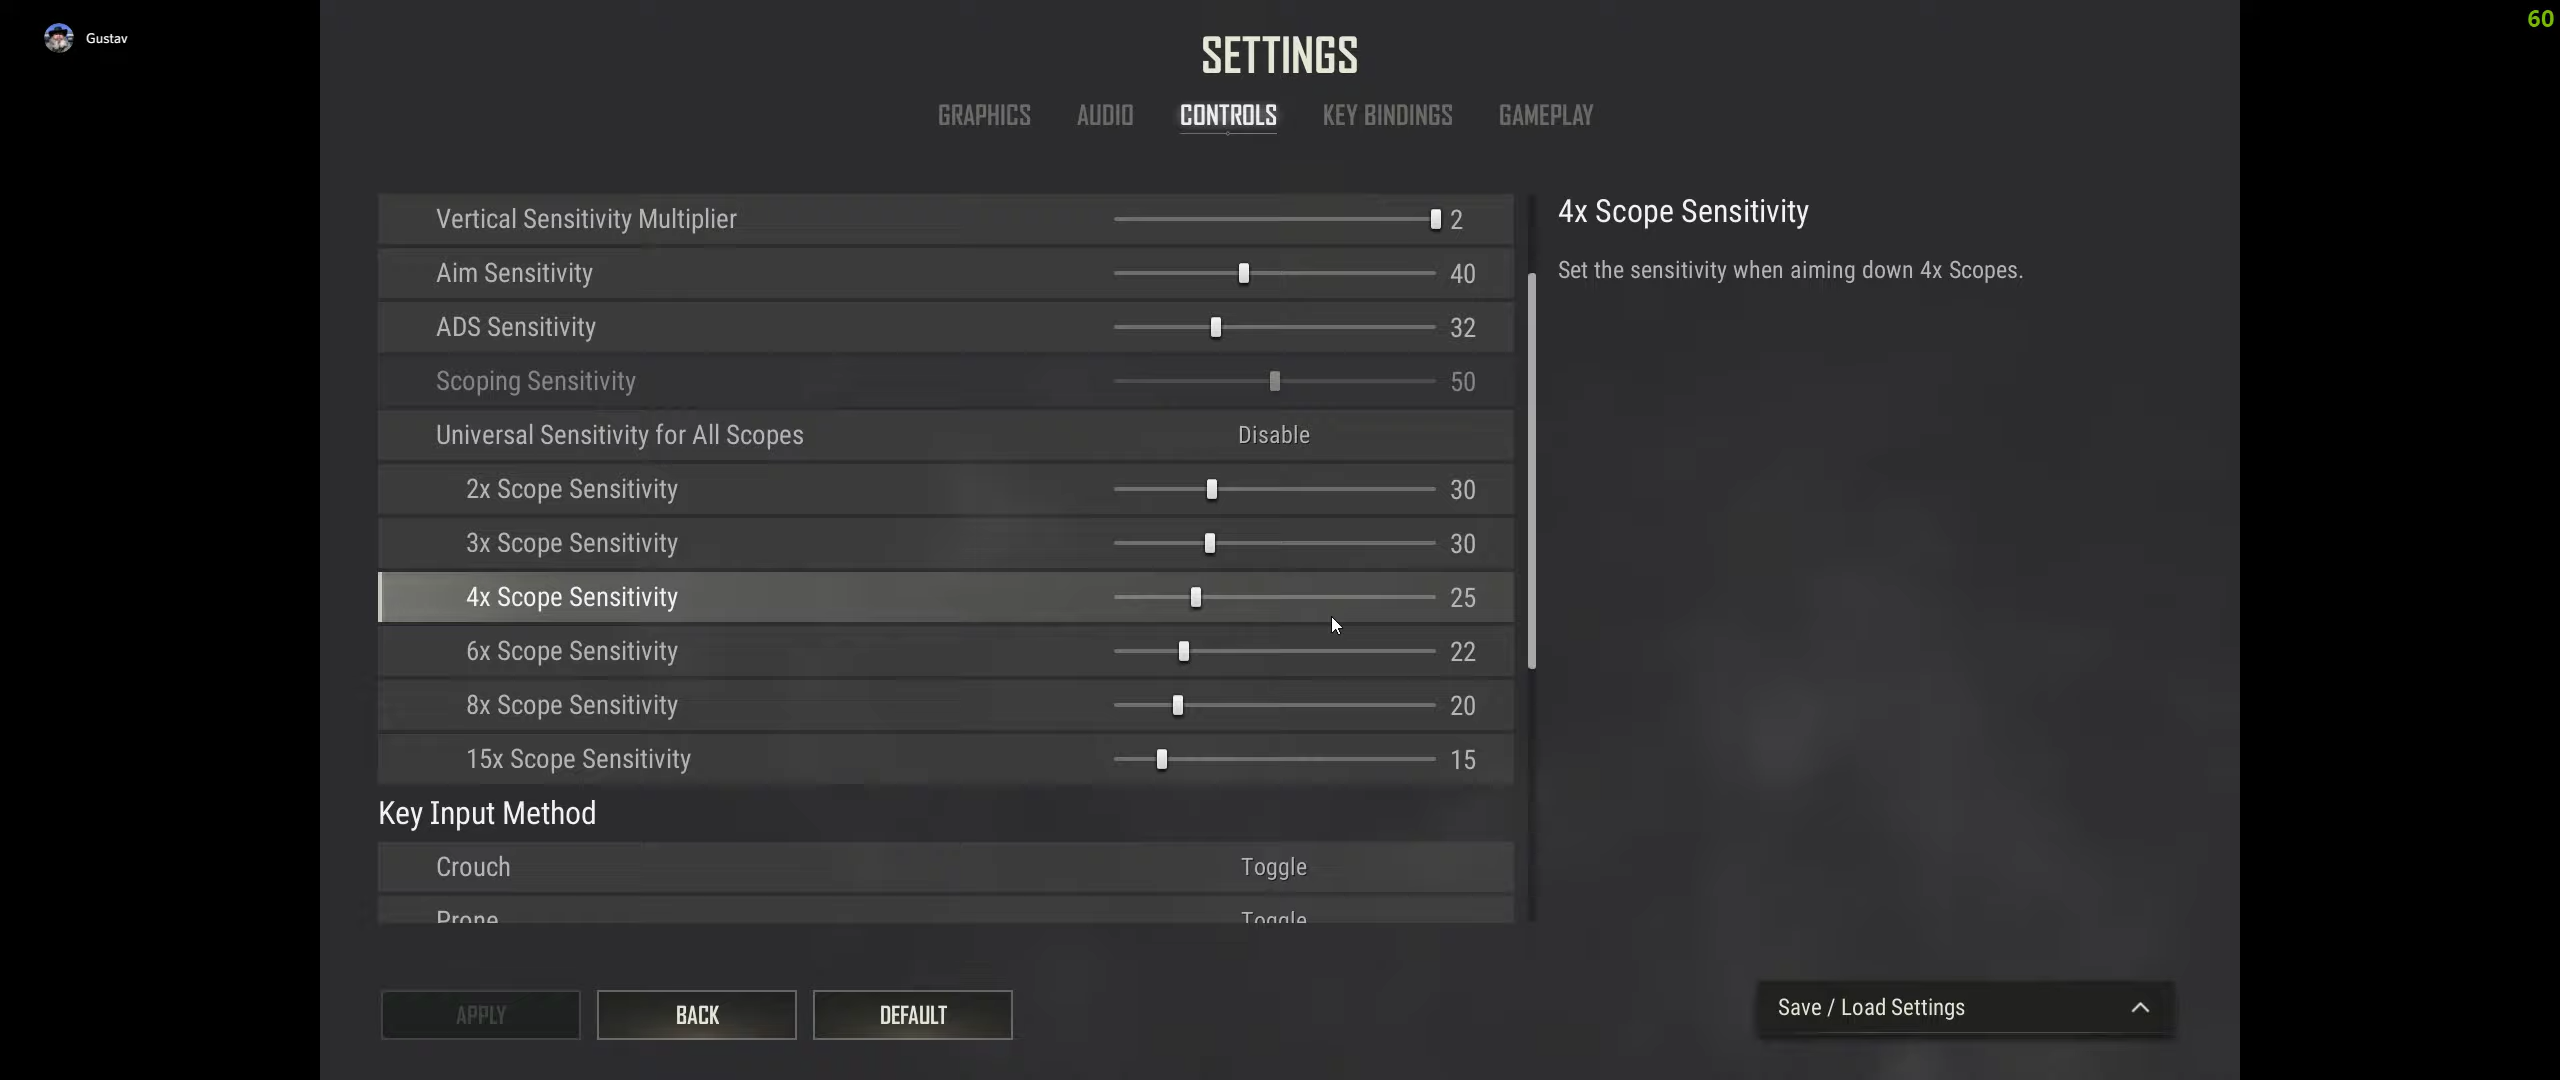 Gustav
60
SETTINGS
GRAPHICS AUDIO CONTROLS KEY BINDINGS GAMEPLAY
Vertical Sensitivity Multiplier 2
Aim Sensitivity 40
ADS Sensitivity 32
Scoping Sensitivity 50
Universal Sensitivity for All Scopes Disable
2x Scope Sensitivity 30
3x Scope Sensitivity 30
4x Scope Sensitivity 25
6x Scope Sensitivity 22
8x Scope Sensitivity 20
15x Scope Sensitivity 15
Key Input Method
Crouch Toggle
Prone Toggle
4x Scope Sensitivity
Set the sensitivity when aiming down 4x Scopes.
APPLY BACK DEFAULT
Save / Load Settings